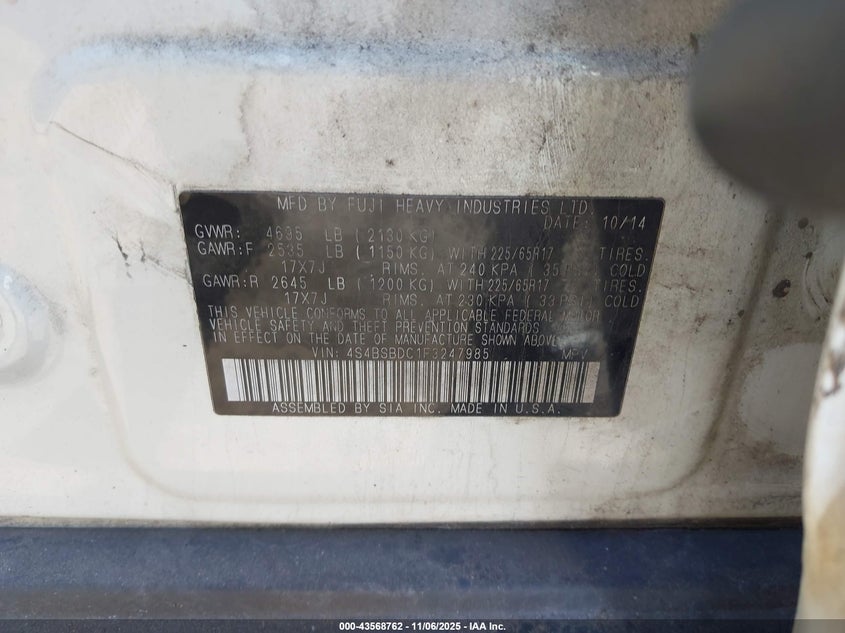 MFD BY FUJI HEAVY INDUSTRIES LTD.
DATE: 10/14
GVWR: 4695 LB ( 2130 KG)
GAWR:F 2535 LB ( 1150 KG) WITH 225/65R17 TIRES.
17X7J RIMS. AT 240 KPA ( 35 PSI) COLD
GAWR:R 2645 LB ( 1200 KG) WITH 225/65R17 TIRES.
17X7J RIMS. AT 230 KPA ( 33 PSI) COLD
THIS VEHICLE CONFORMS TO ALL APPLICABLE FEDERAL MOTOR
VEHICLE SAFETY AND THEFT PREVENTION STANDARDS
IN EFFECT ON THE DATE OF MANUFACTURE SHOWN ABOVE.
VIN: 4S4BSBDC1F3247985 MPV
ASSEMBLED BY SIA INC. MADE IN U.S.A.
000-43568762 - 11/06/2025 - IAA Inc.